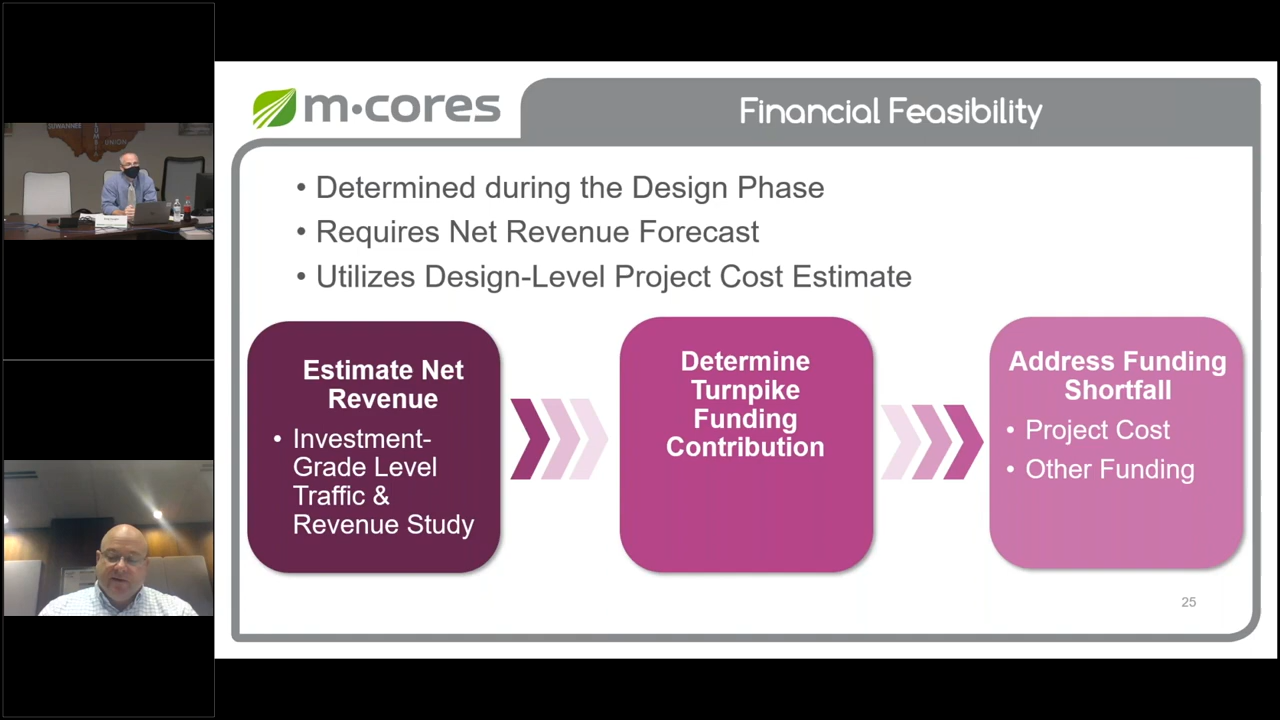 SUWANNEE
UNION
m·cores
Financial Feasibility
• Determined during the Design Phase
• Requires Net Revenue Forecast
• Utilizes Design-Level Project Cost Estimate
Estimate Net
Revenue
• Investment-
Grade Level
Traffic &
Revenue Study
Determine
Turnpike
Funding
Contribution
Address Funding
Shortfall
• Project Cost
• Other Funding
25